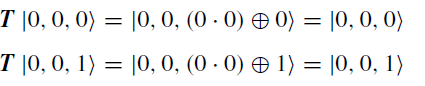 T |0, 0, 0⟩ = |0, 0, (0 · 0) ⊕ 0⟩ = |0, 0, 0⟩
T |0, 0, 1⟩ = |0, 0, (0 · 0) ⊕ 1⟩ = |0, 0, 1⟩